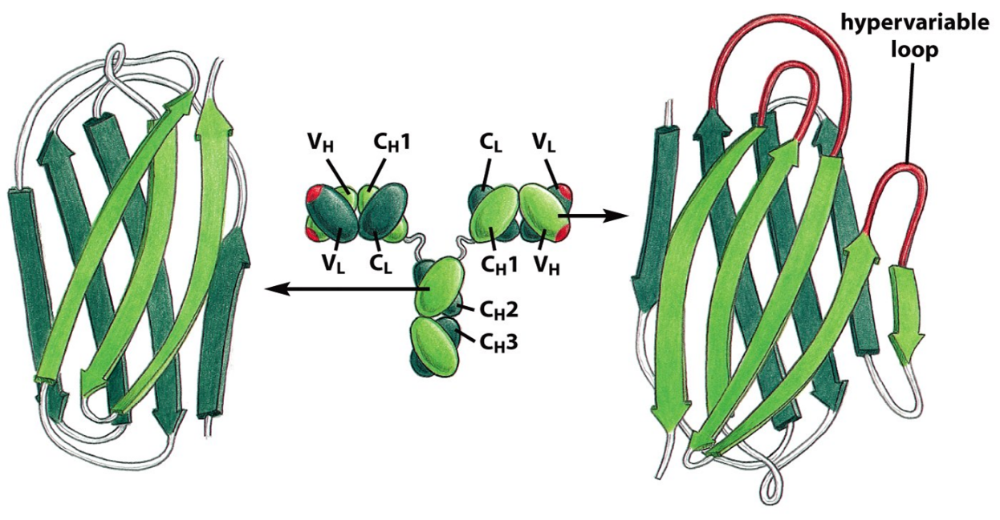 hypervariable
loop
VH CH1 CL VL
VL CL CH1 VH
CH2
CH3